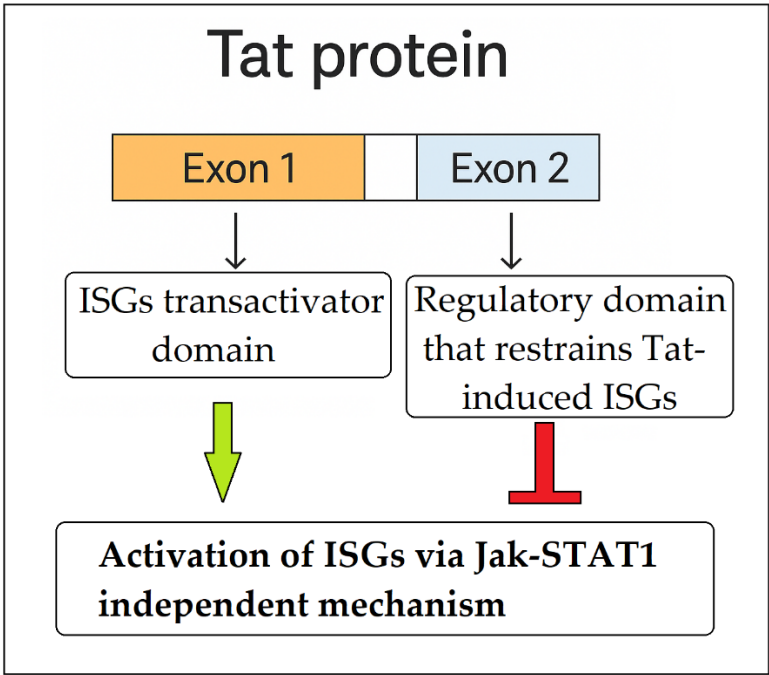 Tat protein
Exon 1
Exon 2
ISGs transactivator
domain
Regulatory domain
that restrains Tat-
induced ISGs
Activation of ISGs via Jak-STAT1
independent mechanism